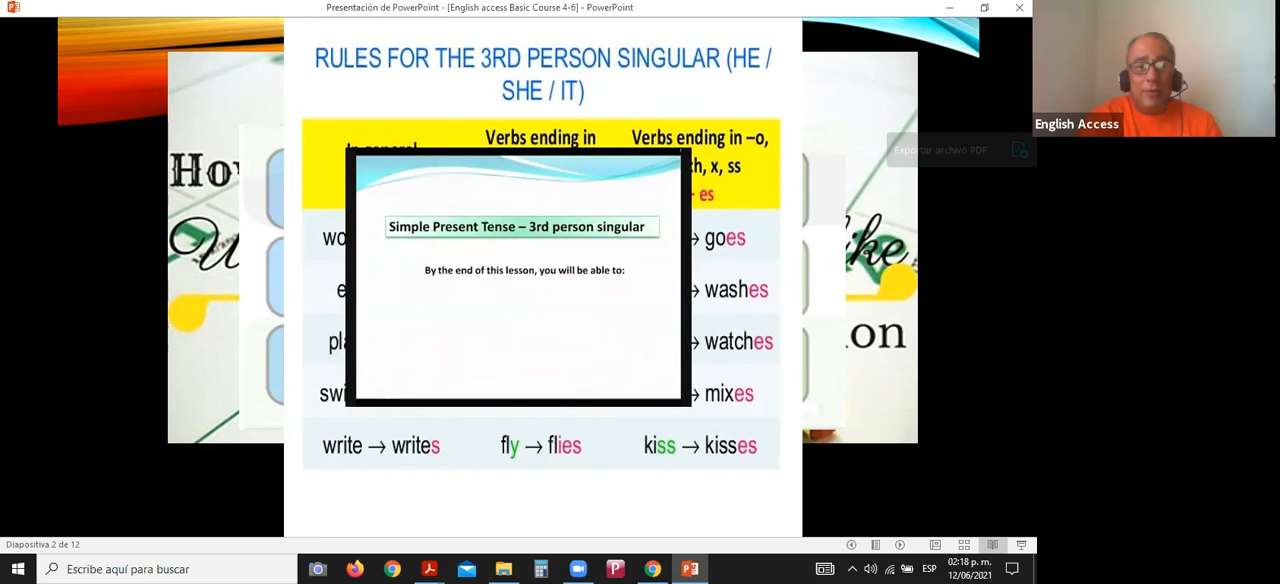 Presentación de PowerPoint - [English access Basic Course 4-6] - PowerPoint
RULES FOR THE 3RD PERSON SINGULAR (HE /
SHE / IT)
English Access
Exportar archivo PDF
Verbs ending in
Verbs ending in –o,
x, ss
es
Simple Present Tense – 3rd person singular
By the end of this lesson, you will be able to:
→ goes
→ washes
→ watches
→ mixes
write → writes
fly → flies
kiss → kisses
Diapositiva 2 de 12
Escribe aquí para buscar
ESP
02:18 p. m.
12/06/2021